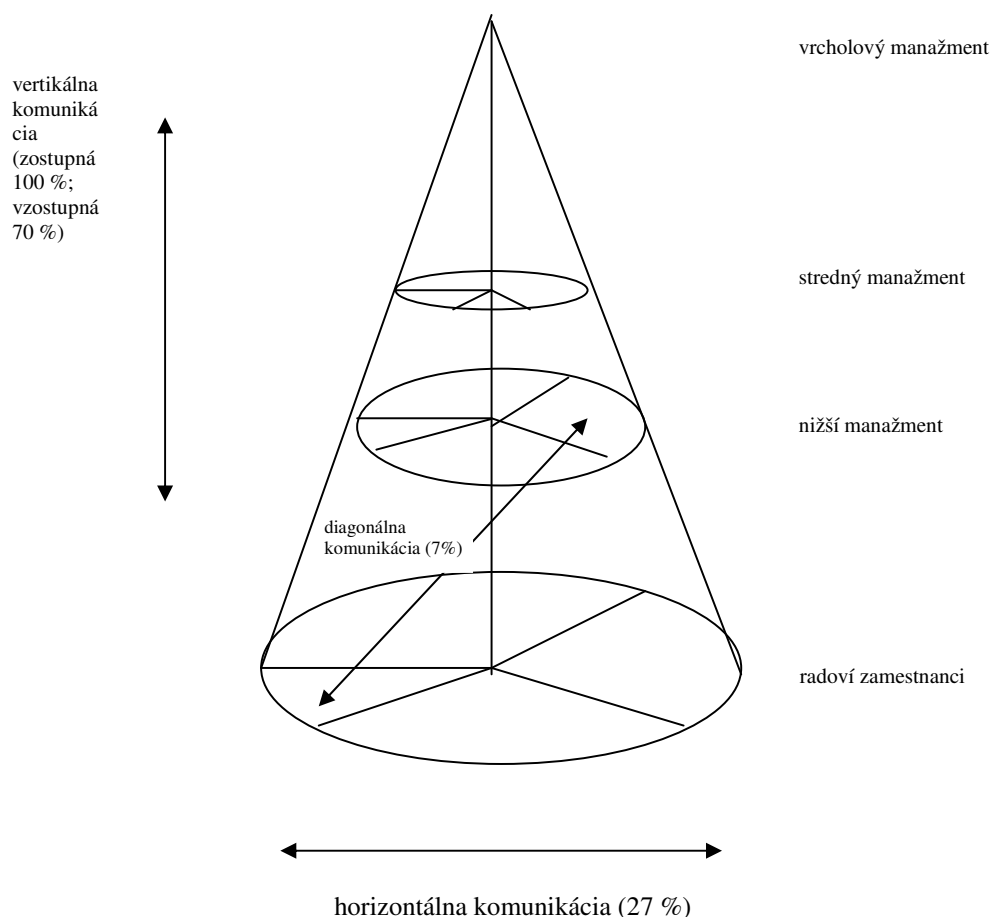 vrcholový manažment
vertikálna
komuniká
cia
(zostupná
100 %;
vzostupná
70 %)
stredný manažment
nižší manažment
diagonálna
komunikácia (7%)
radoví zamestnanci
horizontálna komunikácia (27 %)